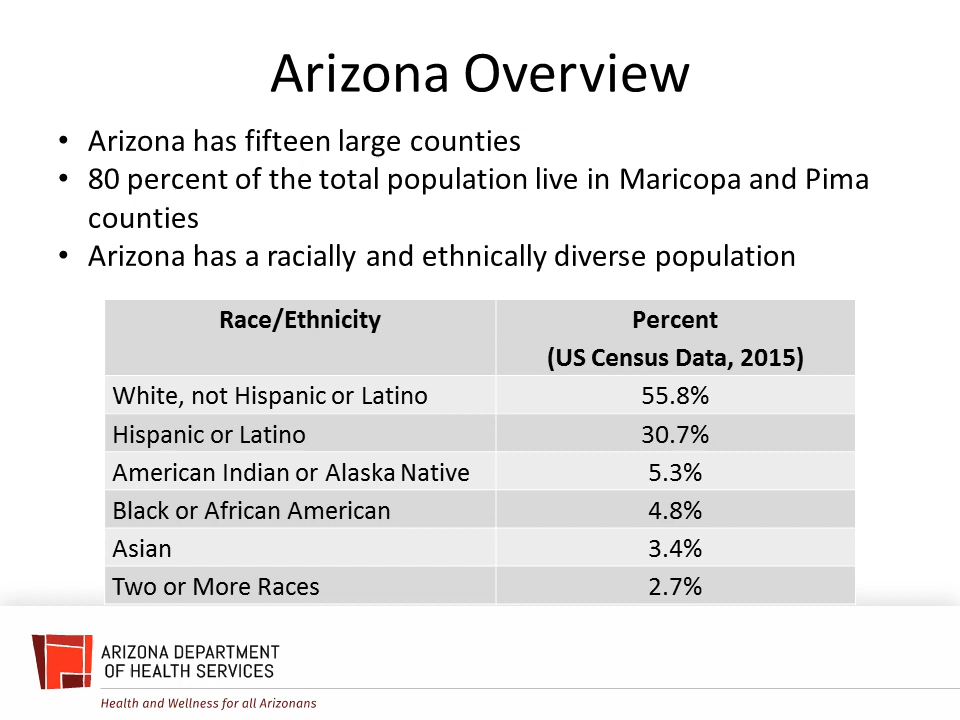 Arizona Overview
• Arizona has fifteen large counties
• 80 percent of the total population live in Maricopa and Pima
counties
• Arizona has a racially and ethnically diverse population
Race/Ethnicity Percent
(US Census Data, 2015)
White, not Hispanic or Latino 55.8%
Hispanic or Latino 30.7%
American Indian or Alaska Native 5.3%
Black or African American 4.8%
Asian 3.4%
Two or More Races 2.7%
ARIZONA DEPARTMENT
OF HEALTH SERVICES
Health and Wellness for all Arizonans